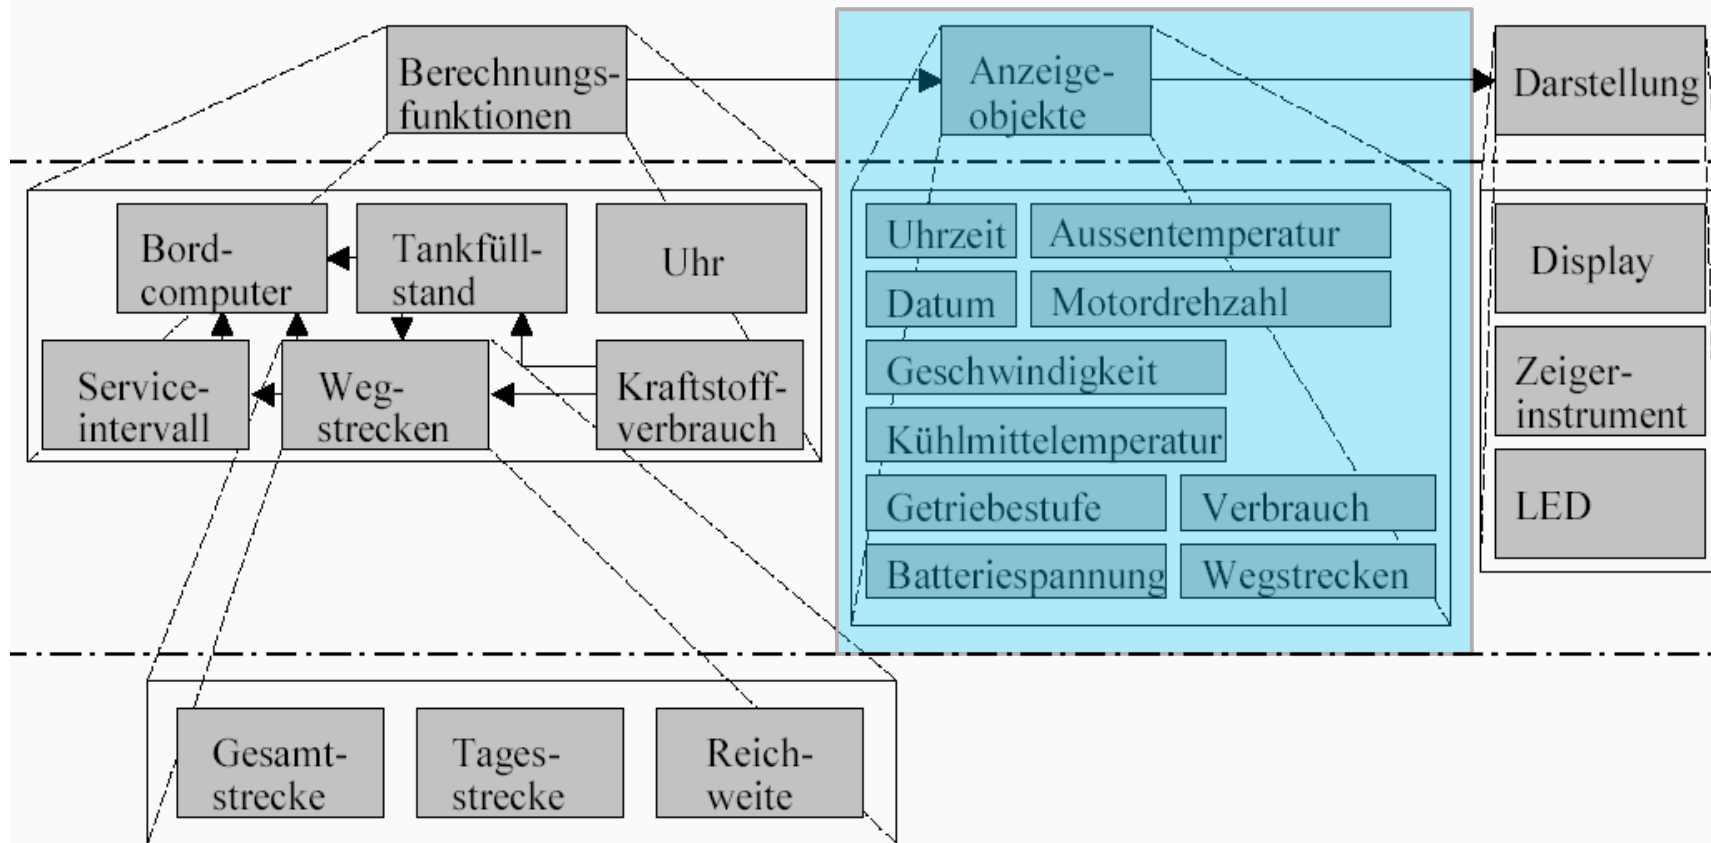 Berechnungs-
funktionen
Anzeige-
objekte
Darstellung
Bord-
computer
Tankfüll-
stand
Uhr
Service-
intervall
Weg-
strecken
Kraftstoff-
verbrauch
Uhrzeit
Aussentemperatur
Datum
Motordrehzahl
Geschwindigkeit
Kühlmittelemperatur
Getriebestufe
Verbrauch
Batteriespannung
Wegstrecken
Display
Zeiger-
instrument
LED
Gesamt-
strecke
Tages-
strecke
Reich-
weite